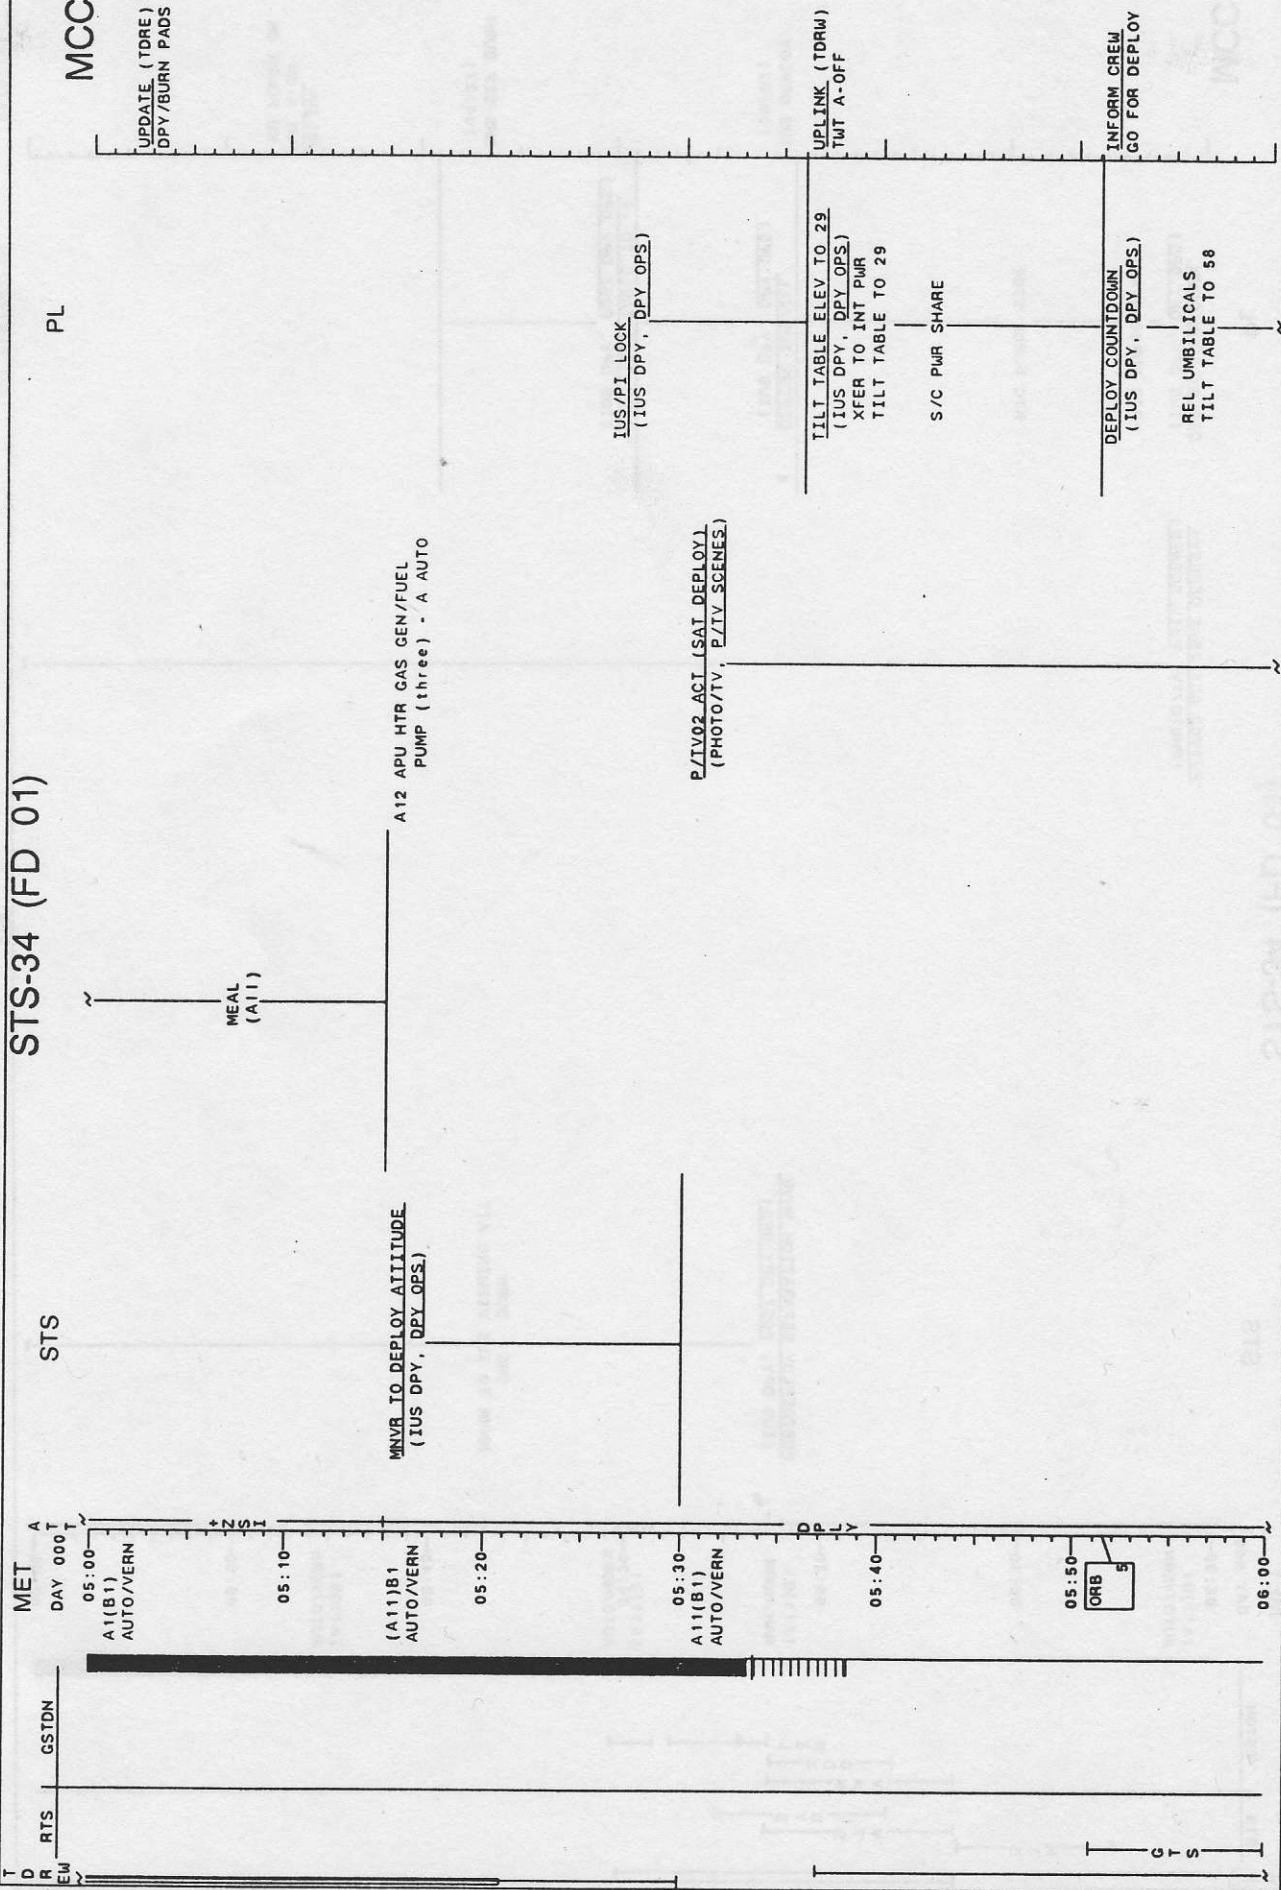 STS-34 (FD 01)
T
D
R
EW
RTS
GSTDN
MET
DAY 000
A
T
T
STS
PL
MCC
05:00
A1(B1)
AUTO/VERN
05:10
(A11)B1
AUTO/VERN
05:20
05:30
A11(B1)
AUTO/VERN
05:40
05:50
ORB
5
06:00
+
Z
S
I
D
P
L
Y
G
T
S
MNVR TO DEPLOY ATTITUDE
(IUS DPY, DPY OPS)
MEAL
(All)
A12 APU HTR GAS GEN/FUEL
PUMP (three) - A AUTO
P/TV02 ACT (SAT DEPLOY)
(PHOTO/TV, P/TV SCENES)
IUS/PI LOCK
(IUS DPY, DPY OPS)
TILT TABLE ELEV TO 29
(IUS DPY, DPY OPS)
XFER TO INT PWR
TILT TABLE TO 29
S/C PWR SHARE
DEPLOY COUNTDOWN
(IUS DPY, DPY OPS)
REL UMBILICALS
TILT TABLE TO 58
UPDATE (TDRE)
DPY/BURN PADS
UPLINK (TDRW)
TWT A-OFF
INFORM CREW
GO FOR DEPLOY